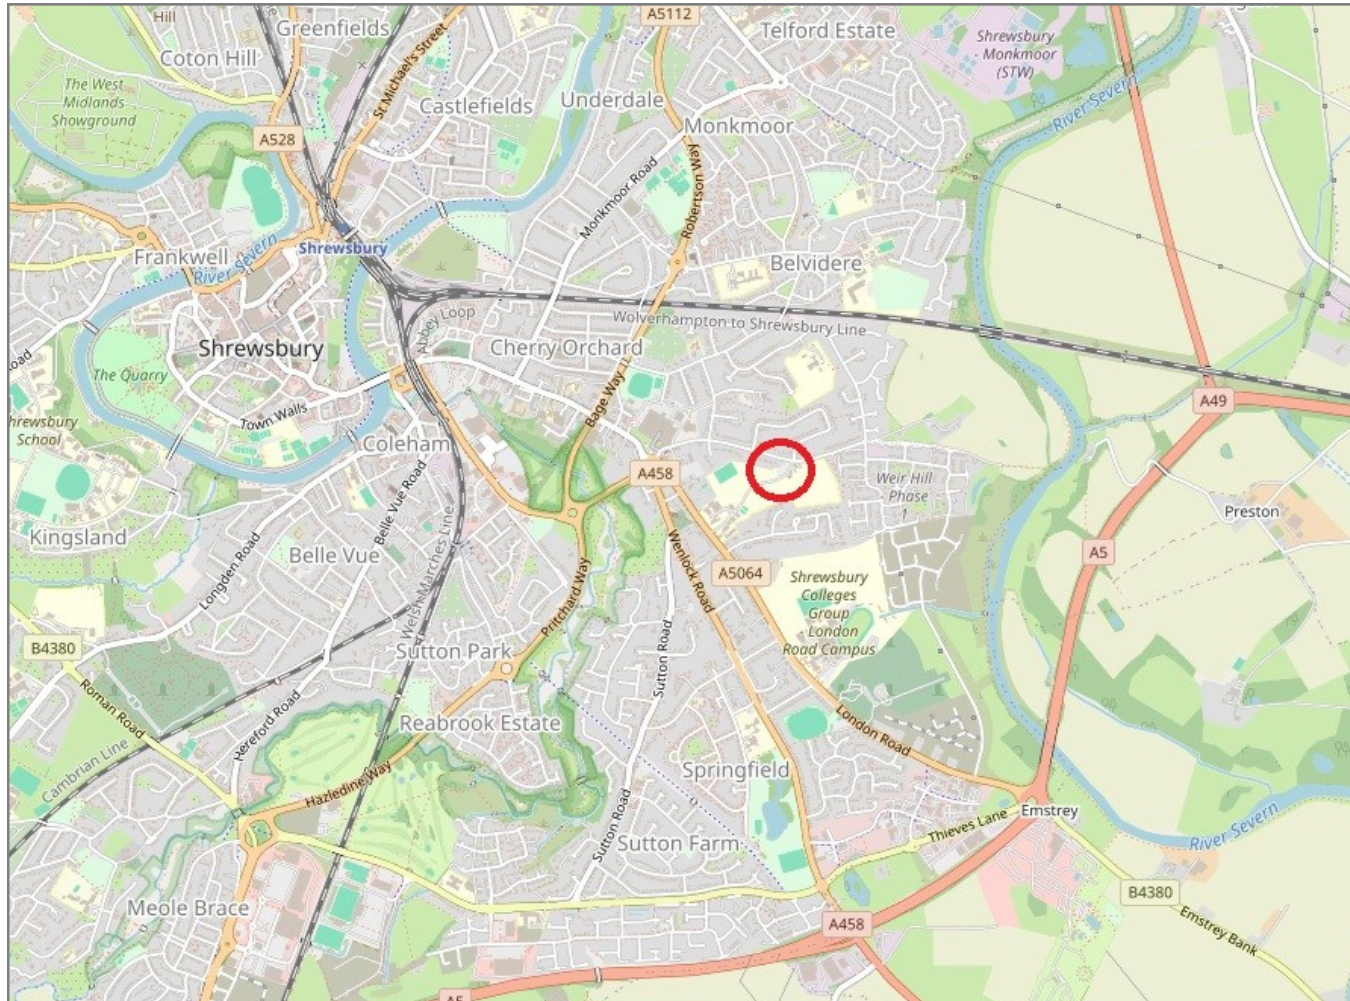 Hill
Greenfields
A5112
Telford Estate
Coton Hill
St Michael's Street
Shrewsbury
- Monkmoor
(STW)
The West
Midlands
Showground
Castlefields
Underdale
River Severn
Monkmoor
A528
Monkmoor Road
Robertson Way
Shrewsbury
Frankwell
River Severn
Belvidere
Abbey Loop
Wolverhampton to Shrewsbury Line
Shrewsbury
Cherry Orchard
The Quarry
Bage Way
A49
Town Walls
hrewsbury
School
Coleham
A458
Weir Hill
Phase
1
Belle Vue Road
Preston
Kingsland
Belle Vue
Longden Road
Welsh Marches Line
Wenlock Road
A5
A5064
Shrewsbury
Colleges
Group
London
Road Campus
Pritchard Way
B4380
Sutton Park
Sutton Road
Roman Road
Hereford Road
Reabrook Estate
London Road
Cambrian Line
Springfield
Hazledine Way
Emstrey
Thieves Lane
River Severn
Sutton Road
Sutton Farm
B4380
Meole Brace
A458
Emstrey Bank
A5